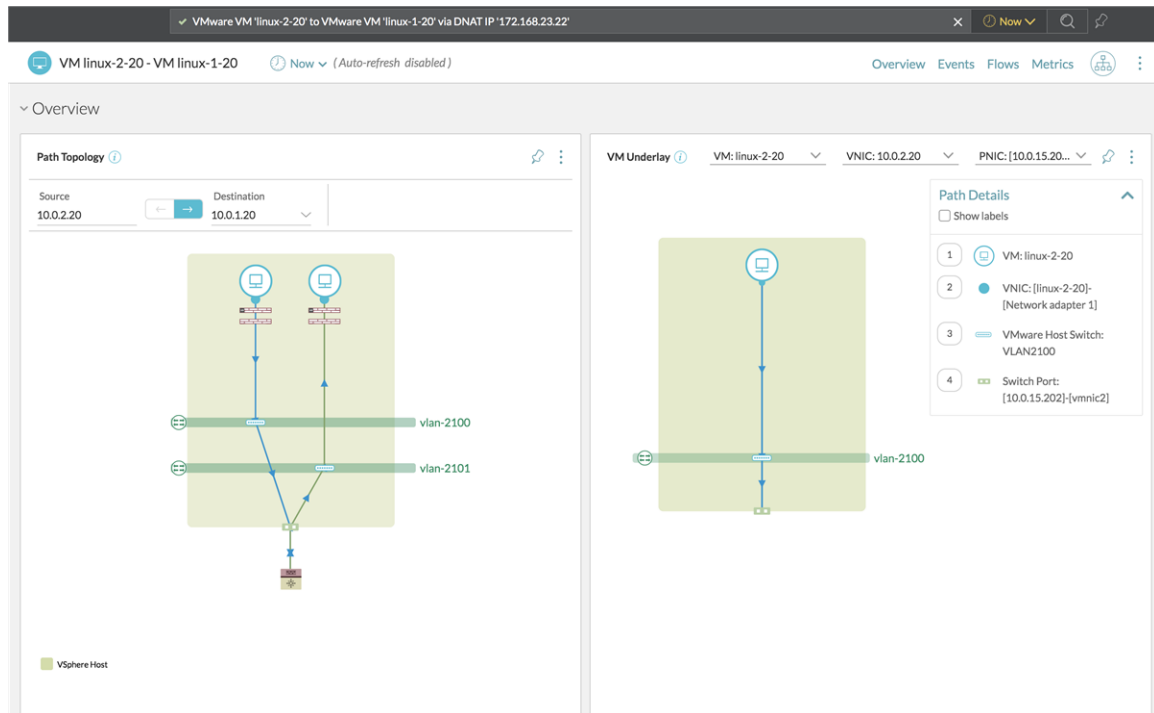 VMware VM 'linux-2-20' to VMware VM 'linux-1-20' via DNAT IP '172.168.23.22'
Now
VM linux-2-20 - VM linux-1-20
Now
(Auto-refresh disabled)
Overview Events Flows Metrics
Overview
Path Topology
Source
10.0.2.20
Destination
10.0.1.20
vlan-2100
vlan-2101
VSphere Host
VM Underlay
VM: linux-2-20
VNIC: 10.0.2.20
PNIC: [10.0.15.20...
vlan-2100
Path Details
Show labels
1 VM: linux-2-20
2 VNIC: [linux-2-20]-
[Network adapter 1]
3 VMware Host Switch:
VLAN2100
4 Switch Port:
[10.0.15.202]-[vmnic2]